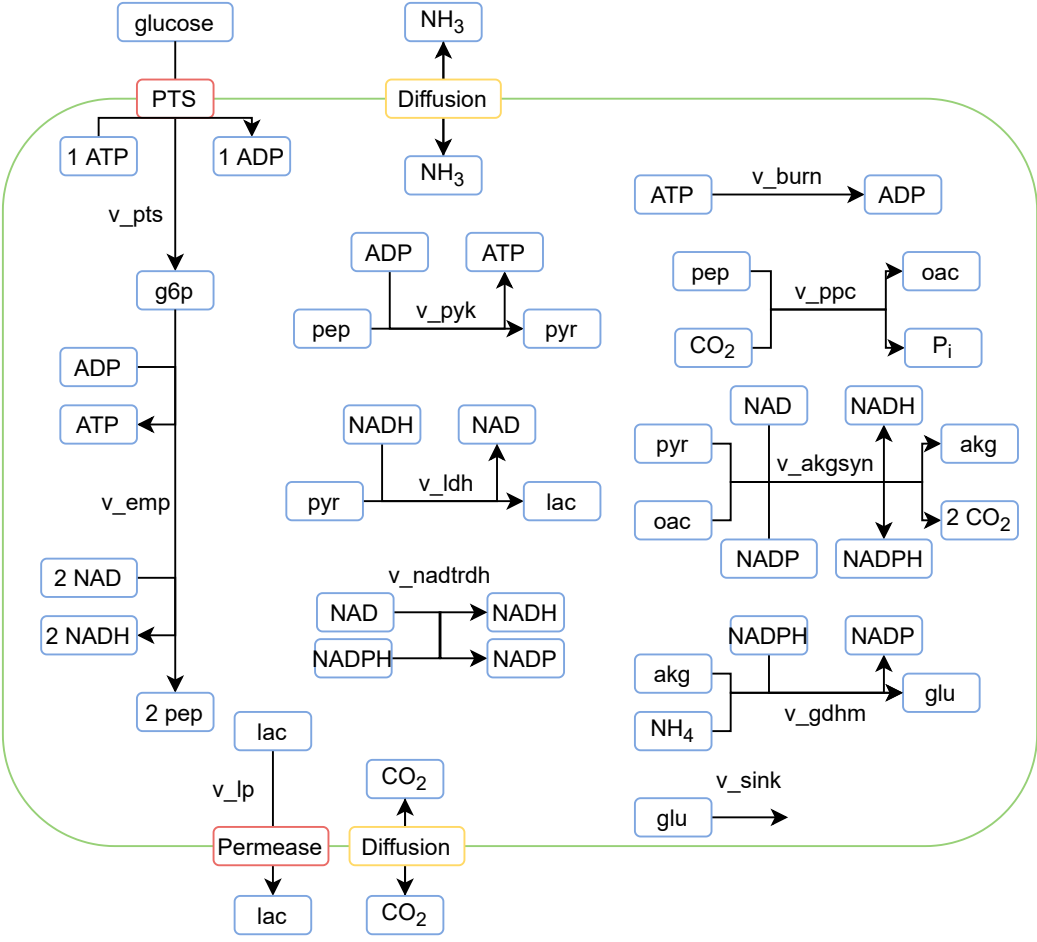 glucose
NH3
PTS
Diffusion
1 ATP
1 ADP
NH3
v_pts
v_burn
ATP
ADP
g6p
ADP
ATP
pep
v_pyk
pyr
pep
oac
v_ppc
CO2
Pi
ADP
ATP
v_emp
2 NAD
2 NADH
2 pep
NADH
NAD
pyr
v_ldh
lac
v_nadtrdh
NAD
NADH
NADPH
NADP
NAD
NADH
pyr
akg
v_akgsyn
oac
2 CO2
NADP
NADPH
NADPH
NADP
akg
glu
NH4
v_gdhm
v_sink
glu
lac
v_lp
CO2
Permease
Diffusion
lac
CO2